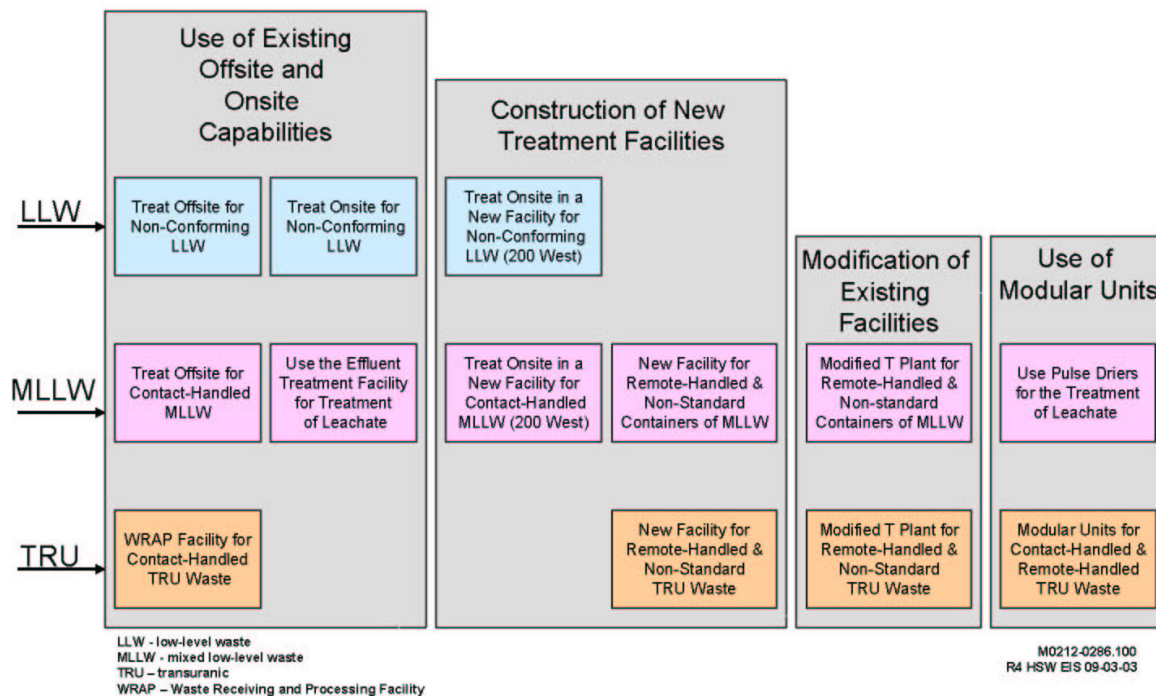 Use of Existing
Offsite and
Onsite
Capabilities
Construction of New
Treatment Facilities
Modification of
Existing
Facilities
Use of
Modular Units
LLW
Treat Offsite for
Non-Conforming
LLW
Treat Onsite for
Non-Conforming
LLW
Treat Onsite in a
New Facility for
Non-Conforming
LLW (200 West)
MLLW
Treat Offsite for
Contact-Handled
MLLW
Use the Effluent
Treatment Facility
for Treatment
of Leachate
Treat Onsite in a
New Facility for
Contact-Handled
MLLW (200 West)
New Facility for
Remote-Handled &
Non-Standard
Containers of MLLW
Modified T Plant for
Remote-Handled &
Non-standard
Containers of MLLW
Use Pulse Driers
for the Treatment
of Leachate
TRU
WRAP Facility for
Contact-Handled
TRU Waste
New Facility for
Remote-Handled &
Non-Standard
TRU Waste
Modified T Plant for
Remote-Handled &
Non-Standard
TRU Waste
Modular Units for
Contact-Handled &
Remote-Handled
TRU Waste
LLW - low-level waste
MLLW - mixed low-level waste
TRU – transuranic
WRAP – Waste Receiving and Processing Facility
M0212-0286.100
R4 HSW EIS 09-03-03